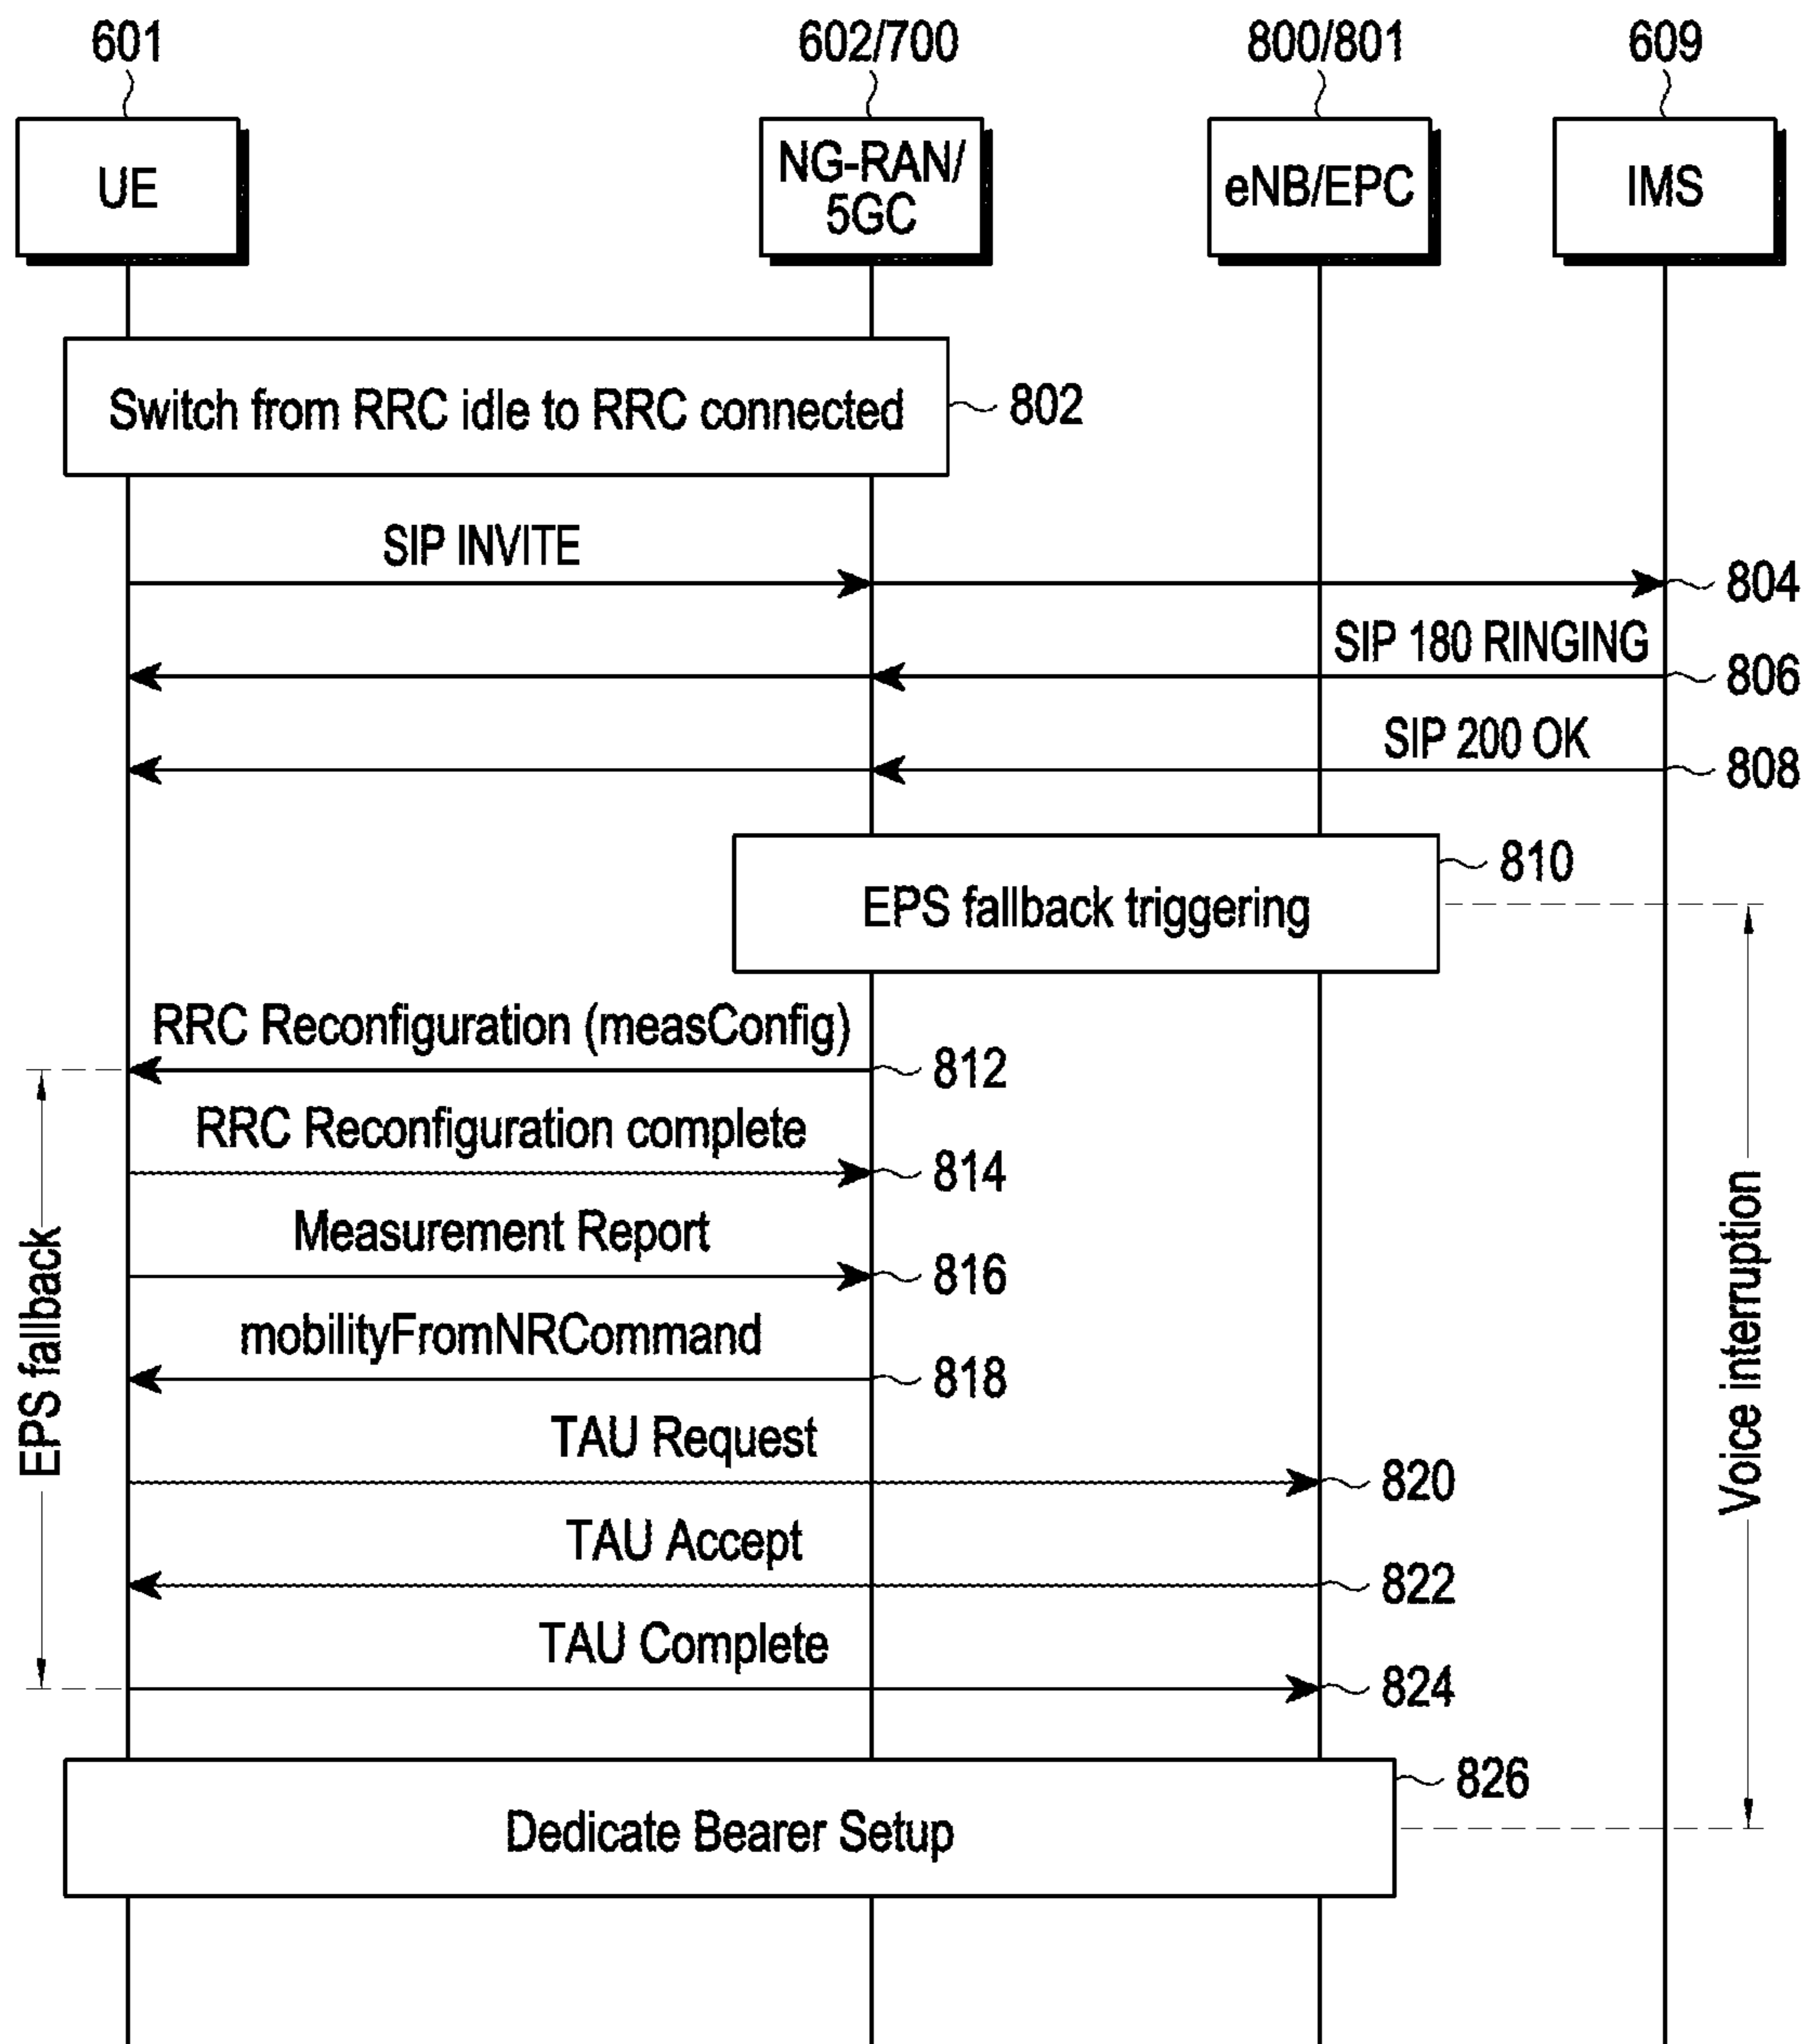 601
602/700
800/801
609
UE
NG-RAN/
5GC
eNB/EPC
IMS
Switch from RRC idle to RRC connected
802
SIP INVITE
804
SIP 180 RINGING
806
SIP 200 OK
808
810
EPS fallback triggering
RRC Reconfiguration (measConfig)
812
RRC Reconfiguration complete
814
Measurement Report
816
mobilityFromNRCommand
818
TAU Request
820
TAU Accept
822
TAU Complete
824
EPS fallback
Voice interruption
826
Dedicate Bearer Setup